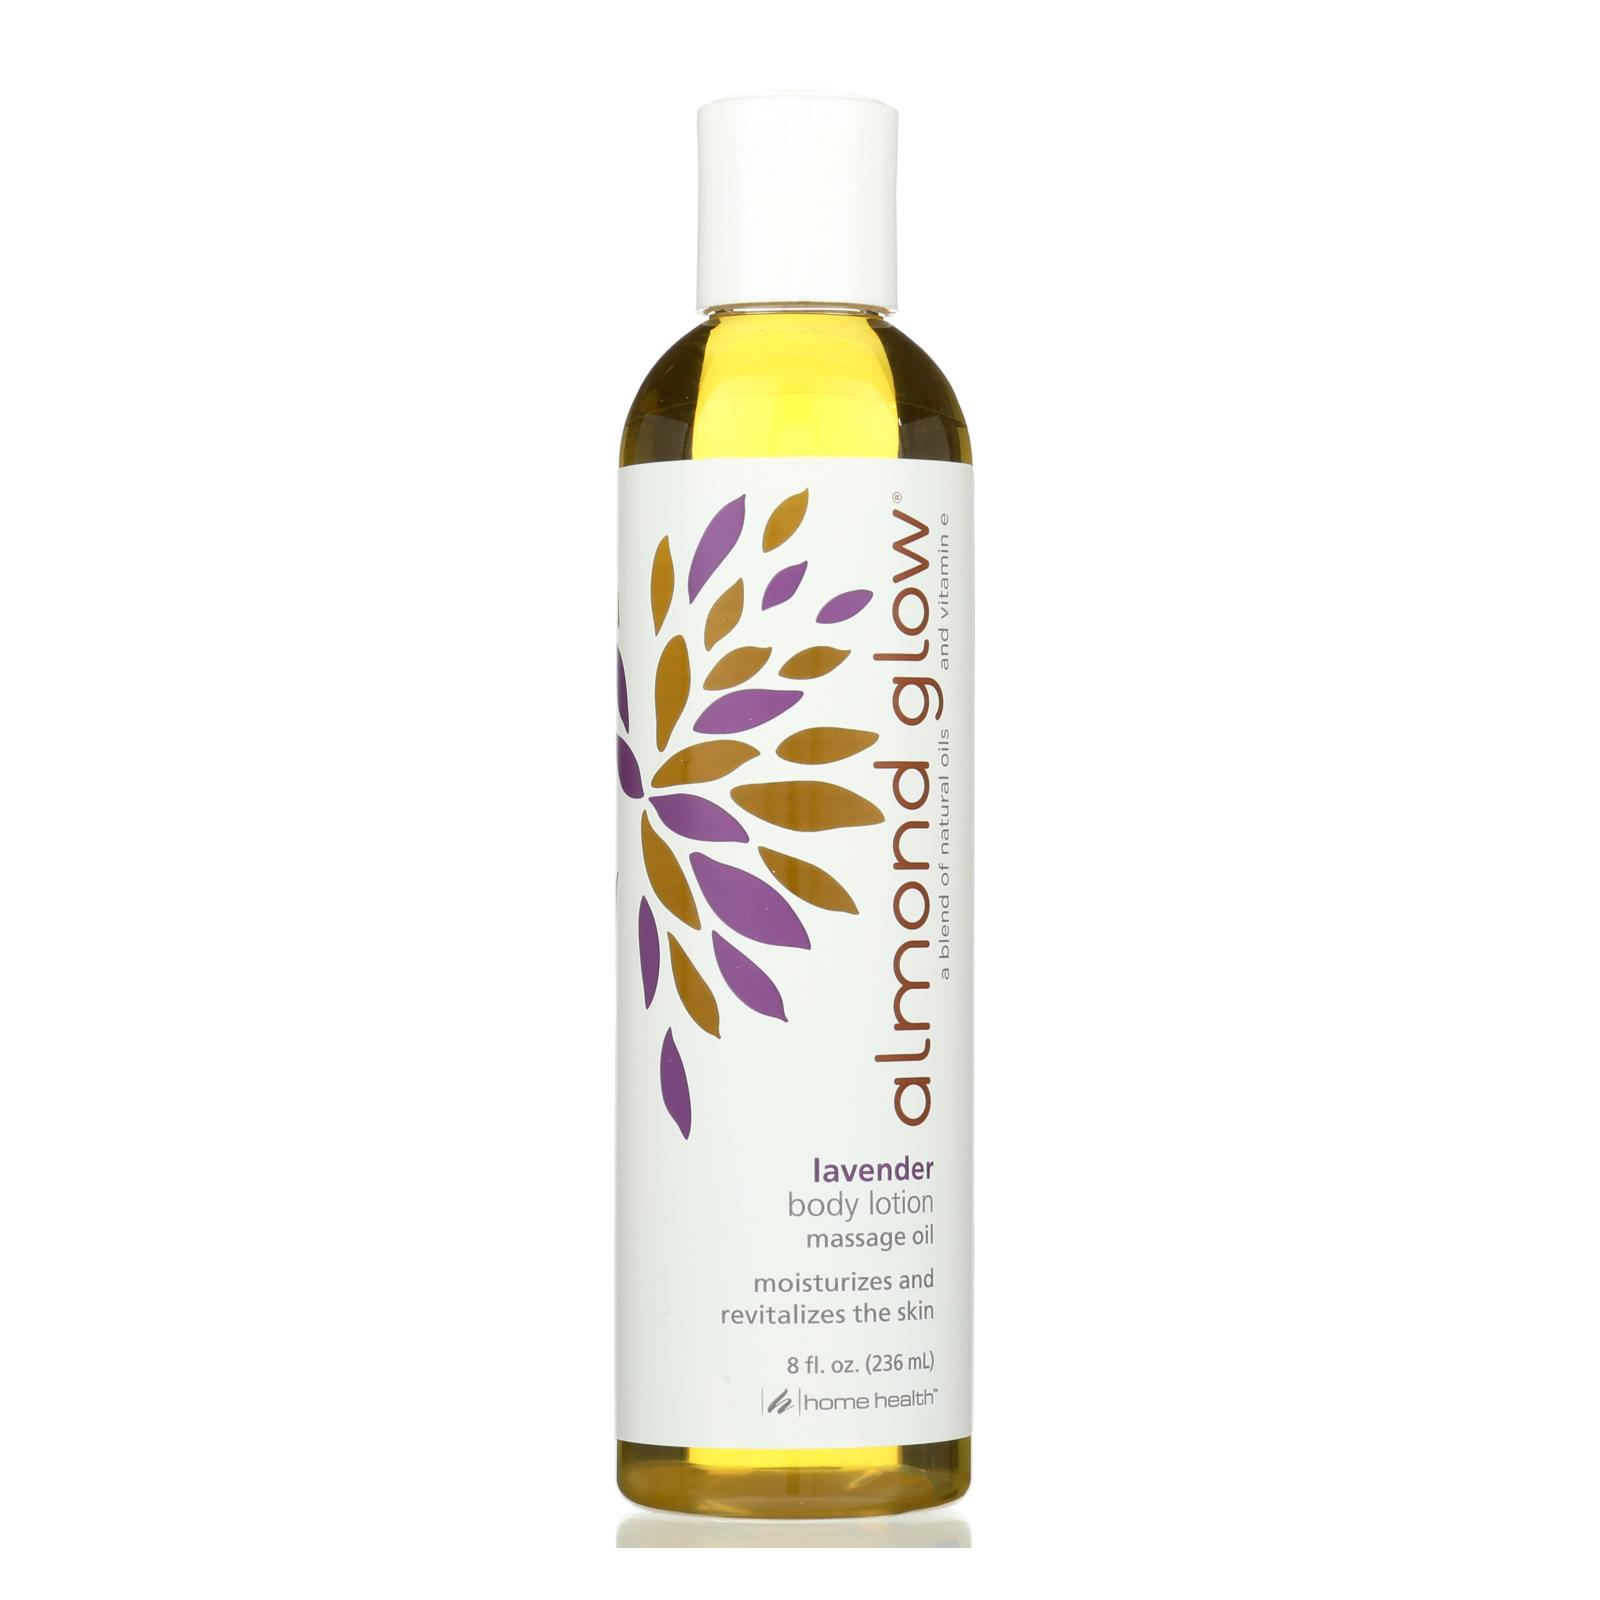 almond glow®
a blend of natural oils and vitamin e
lavender
body lotion
massage oil
moisturizes and
revitalizes the skin
8 fl. oz. (236 mL)
home health™